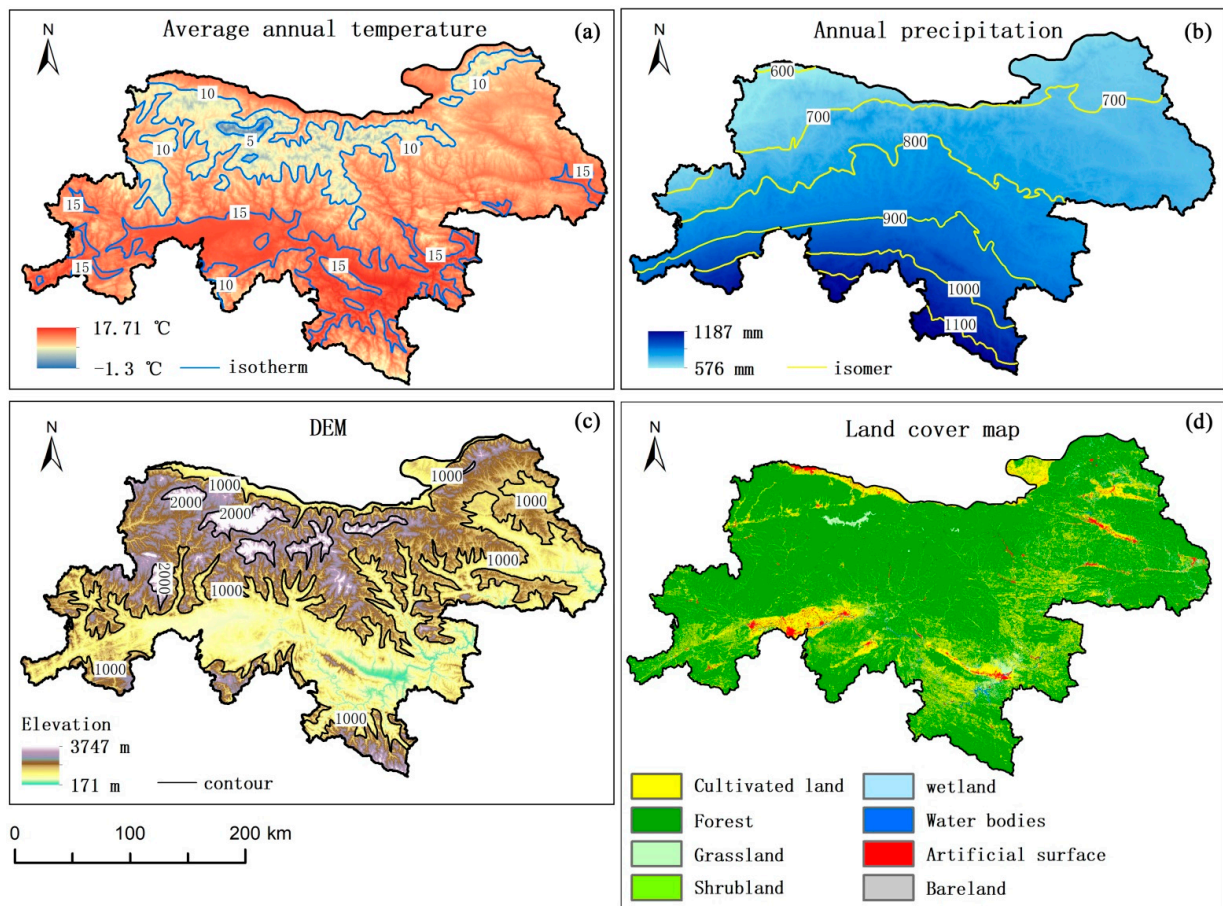 Average annual temperature
(a)
N
10
10
5
10
10
15
15
15
15
15
15
10
17.71 ℃
-1.3 ℃
isotherm
Annual precipitation
(b)
N
600
700
700
800
900
1000
1100
1187 mm
576 mm
isomer
DEM
(c)
N
1000
1000
2000
2000
1000
1000
2000
1000
1000
1000
Elevation
3747 m
171 m
contour
0 100 200 km
Land cover map
(d)
N
Cultivated land
Forest
Grassland
Shrubland
wetland
Water bodies
Artificial surface
Bareland